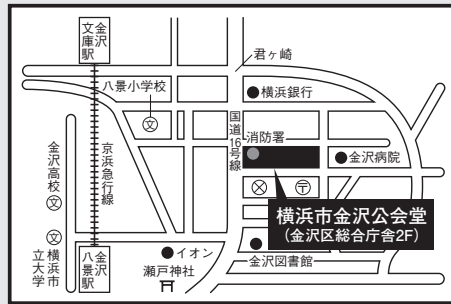 金沢文庫駅
君ヶ崎
八景小学校
横浜銀行
文
国道16号線
消防署
金沢病院
京浜急行線
金沢高校
文
〒
横浜市金沢公会堂
(金沢区総合庁舎2F)
文
横浜市立大学
金沢八景駅
イオン
瀬戸神社
金沢図書館